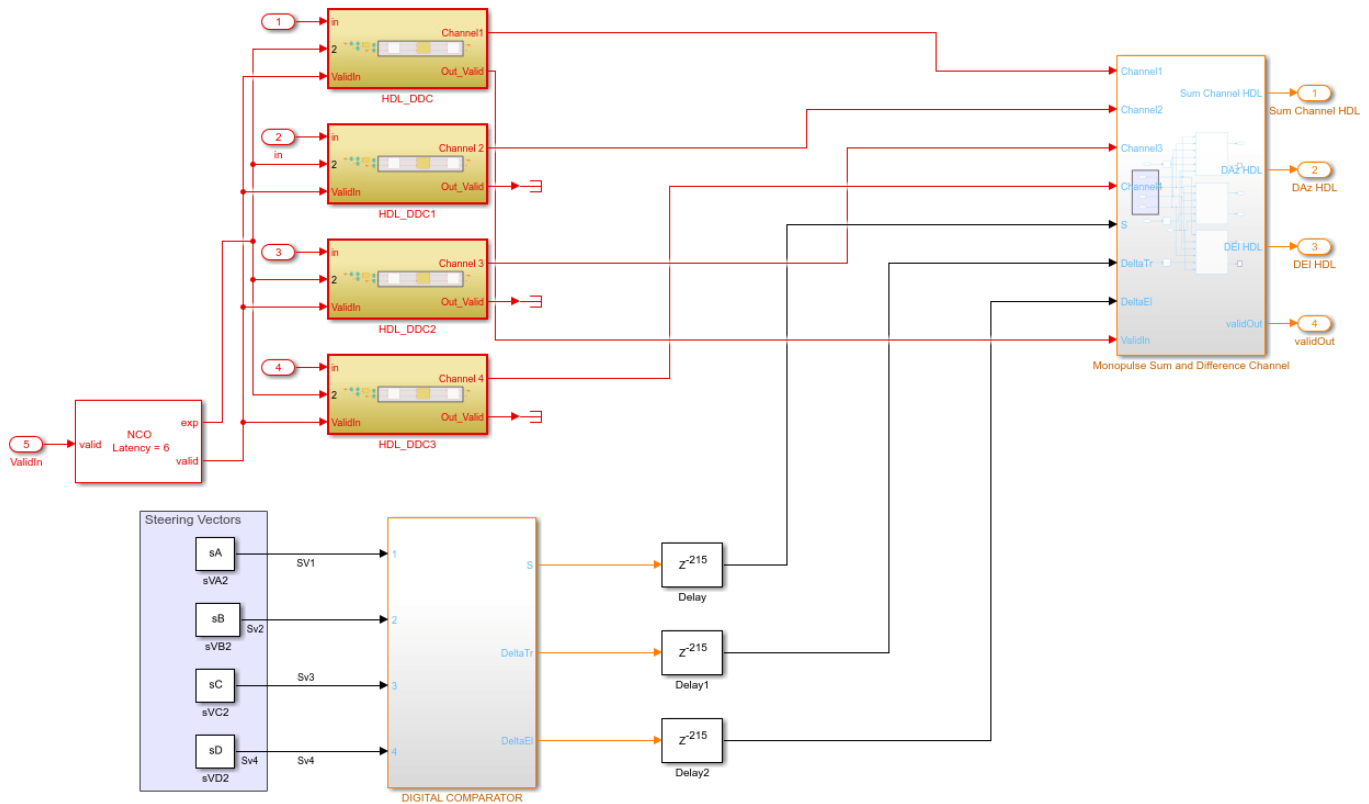 1
in
2
ValidIn
Channel1
Out_Valid
HDL_DDC
2
in
in
2
ValidIn
Channel 2
Out_Valid
HDL_DDC1
3
in
2
ValidIn
Channel 3
Out_Valid
HDL_DDC2
4
in
2
ValidIn
Channel 4
Out_Valid
HDL_DDC3
5
ValidIn
valid
NCO
Latency = 6
exp
valid
Channel1
Channel2
Channel3
Channel4
S
DeltaTr
DeltaEl
ValidIn
Sum Channel HDL
DAz HDL
DEl HDL
validOut
Monopulse Sum and Difference Channel
1
Sum Channel HDL
2
DAz HDL
3
DEl HDL
4
validOut
Steering Vectors
sA
sVA2
SV1
sB
sVB2
Sv2
sC
sVC2
Sv3
sD
sVD2
Sv4
Sv4
1
2
3
4
S
DeltaTr
DeltaEl
DIGITAL COMPARATOR
Z-215
Delay
Z-215
Delay1
Z-215
Delay2